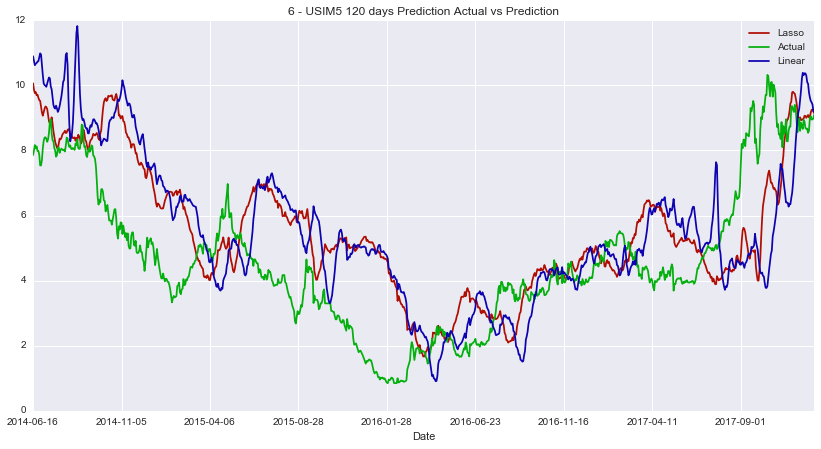 6 - USIM5 120 days Prediction Actual vs Prediction
12
10
8
6
4
2
0
Lasso
Actual
Linear
2014-06-16 2014-11-05 2015-04-06 2015-08-28 2016-01-28 2016-06-23 2016-11-16 2017-04-11 2017-09-01
Date